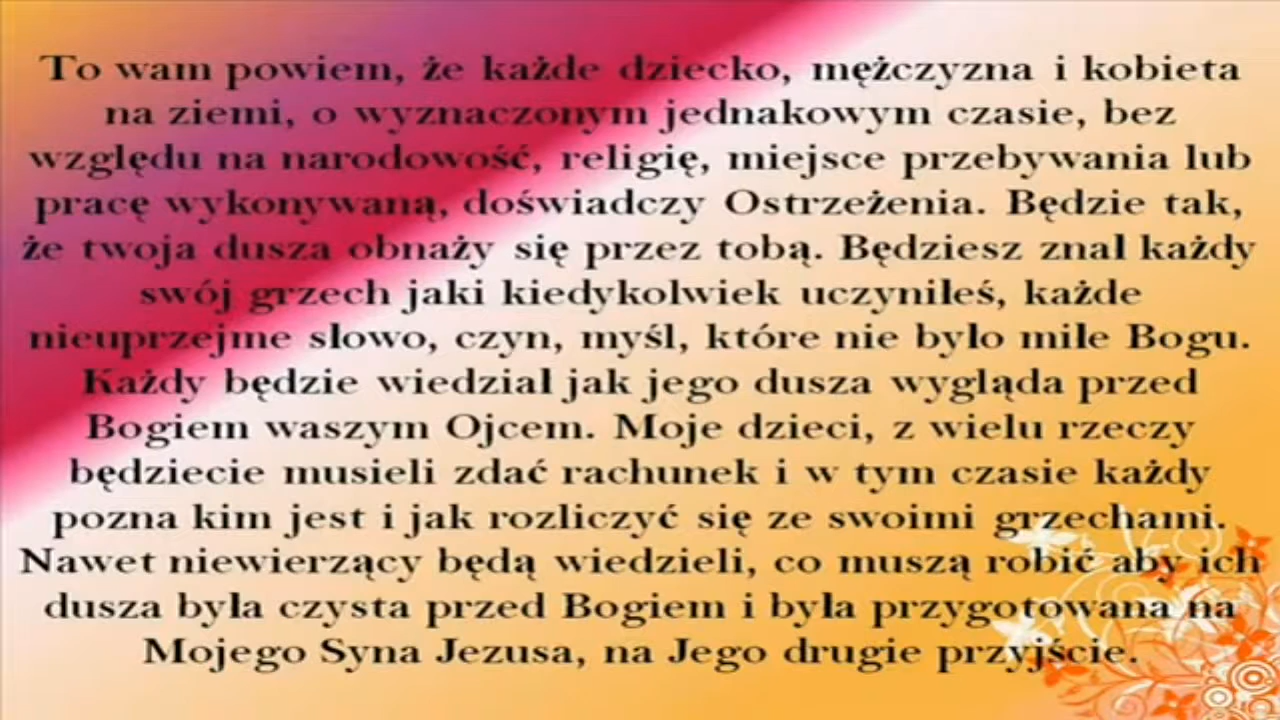 To wam powiem, że każde dziecko, mężczyzna i kobieta
na ziemi, o wyznaczonym jednakowym czasie, bez
względu na narodowość, religię, miejsce przebywania lub
pracę wykonywaną, doświadczy Ostrzeżenia. Będzie tak,
że twoja dusza obnaży się przez tobą. Będziesz znał każdy
swój grzech jaki kiedykolwiek uczyniłeś, każde
nieuprzejme słowo, czyn, myśl, które nie było miłe Bogu.
Każdy będzie wiedział jak jego dusza wygląda przed
Bogiem waszym Ojcem. Moje dzieci, z wielu rzeczy
będziecie musieli zdać rachunek i w tym czasie każdy
pozna kim jest i jak rozliczyć się ze swoimi grzechami.
Nawet niewierzący będą wiedzieli, co muszą robić aby ich
dusza była czysta przed Bogiem i była przygotowana na
Mojego Syna Jezusa, na Jego drugie przyjście.